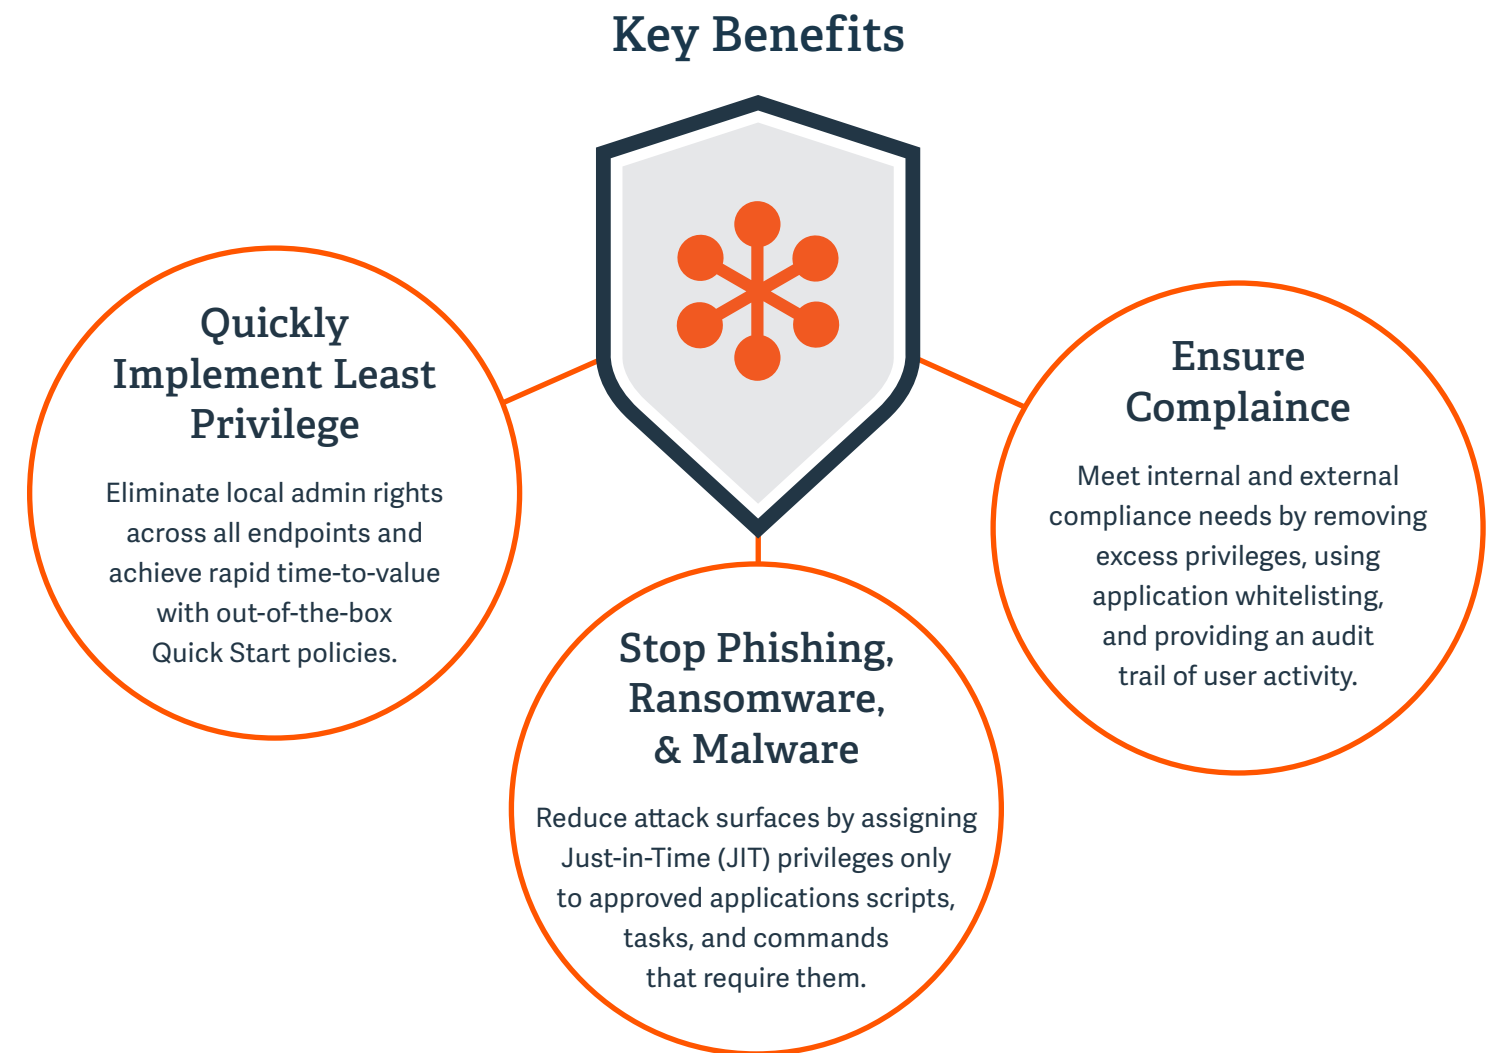 Key Benefits
Quickly
Implement Least
Privilege
Eliminate local admin rights
across all endpoints and
achieve rapid time-to-value
with out-of-the-box
Quick Start policies.
Stop Phishing,
Ransomware,
& Malware
Reduce attack surfaces by assigning
Just-in-Time (JIT) privileges only
to approved applications scripts,
tasks, and commands
that require them.
Ensure
Complaince
Meet internal and external
compliance needs by removing
excess privileges, using
application whitelisting,
and providing an audit
trail of user activity.